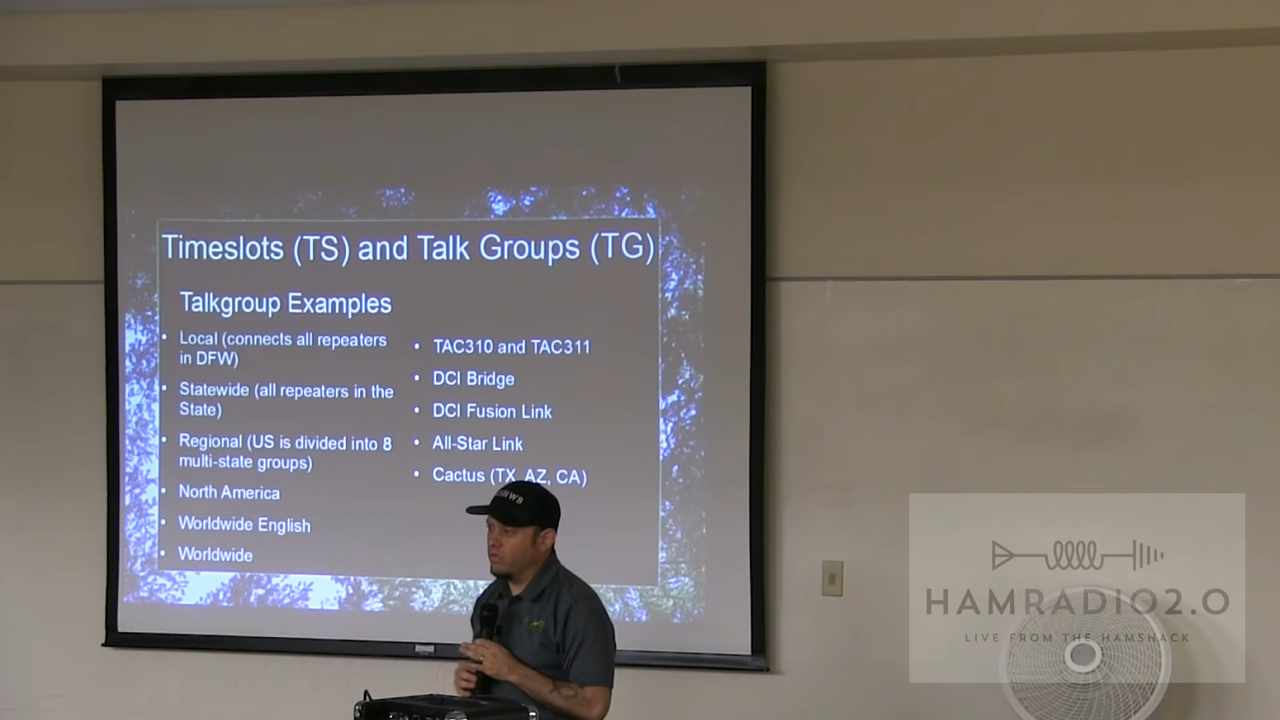 Timeslots (TS) and Talk Groups (TG)
Talkgroup Examples
• Local (connects all repeaters
in DFW)
• Statewide (all repeaters in the
State)
• Regional (US is divided into 8
multi-state groups)
• North America
• Worldwide English
• Worldwide
• TAC310 and TAC311
• DCI Bridge
• DCI Fusion Link
• All-Star Link
• Cactus (TX, AZ, CA)
HAMRADIO2.0
LIVE FROM THE HAMSHACK